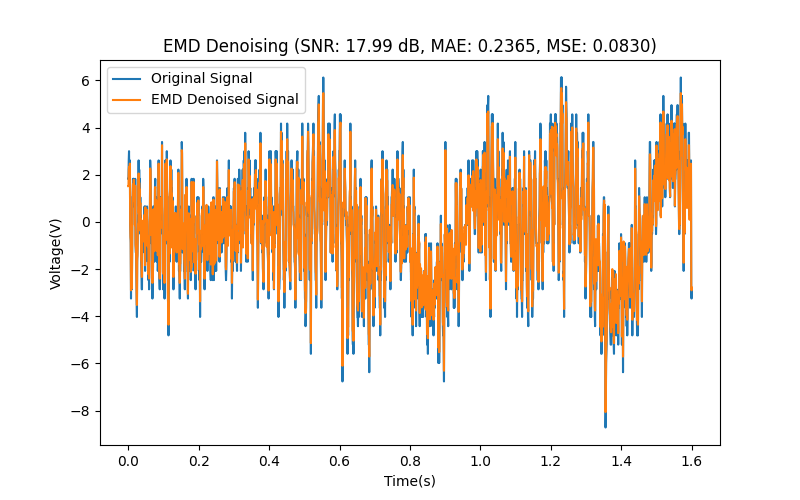 EMD Denoising (SNR: 17.99 dB, MAE: 0.2365, MSE: 0.0830)
Original Signal
EMD Denoised Signal
6
4
2
0
−2
−4
−6
−8
Voltage(V)
0.0 0.2 0.4 0.6 0.8 1.0 1.2 1.4 1.6
Time(s)